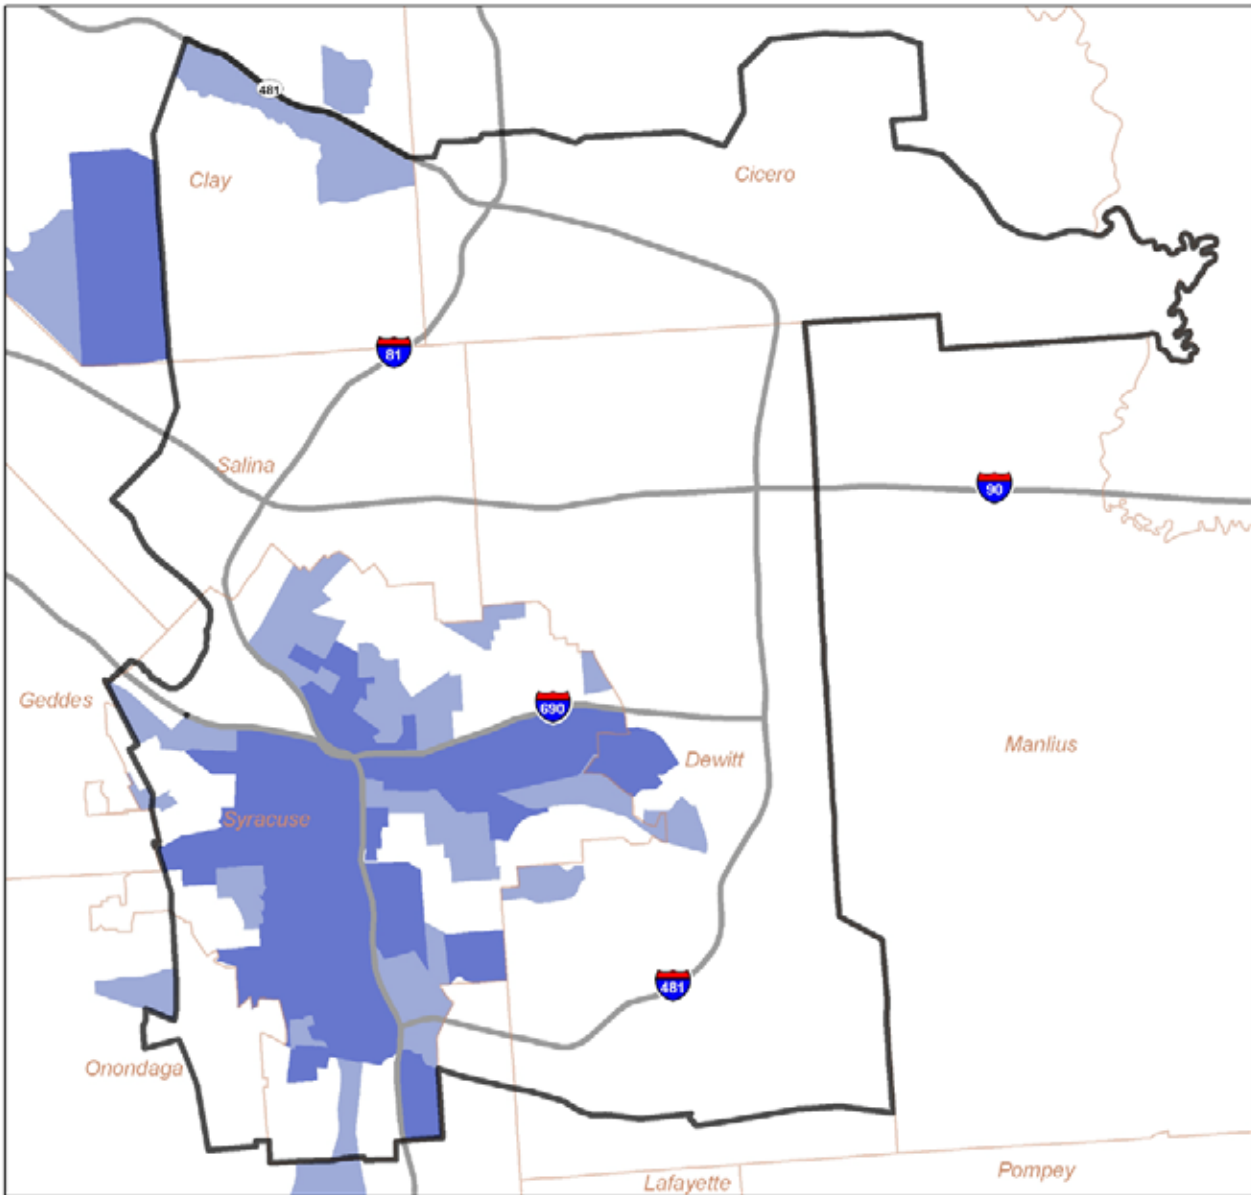 481
Clay
Cicero
81
Salina
90
Geddes
690
Dewitt
Manlius
Syracuse
481
Onondaga
Lafayette
Pompey